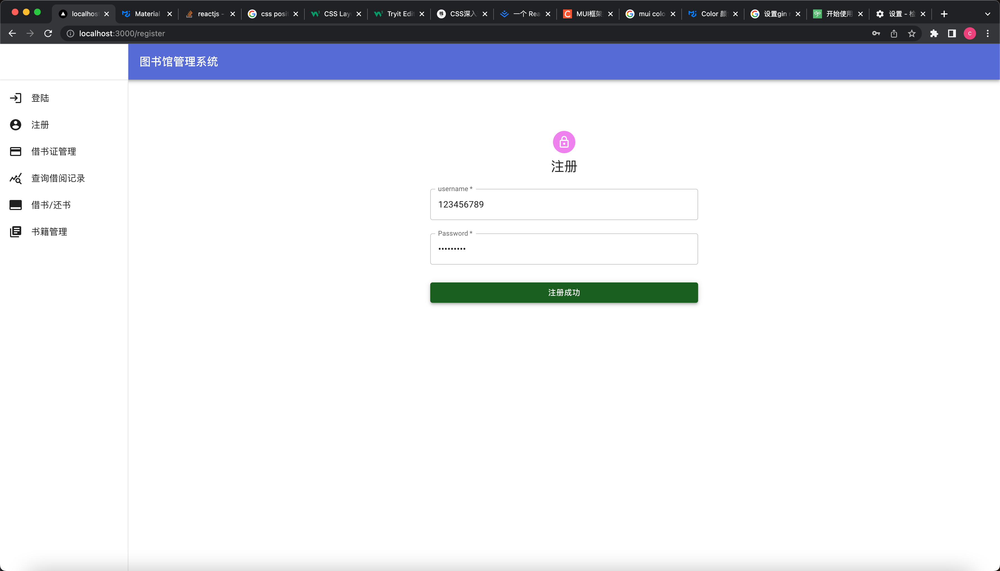 localhost
Material
reactjs -
css posi
CSS Lay
Tryit Edit
CSS深入
一个 Rea
MUI框架
mui colo
Color 颜
设置gin
开始使用
设置 - 检
localhost:3000/register
C
图书馆管理系统
登陆
注册
借书证管理
查询借阅记录
借书/还书
书籍管理
注册
username *
123456789
Password *
•••••••••
注册成功